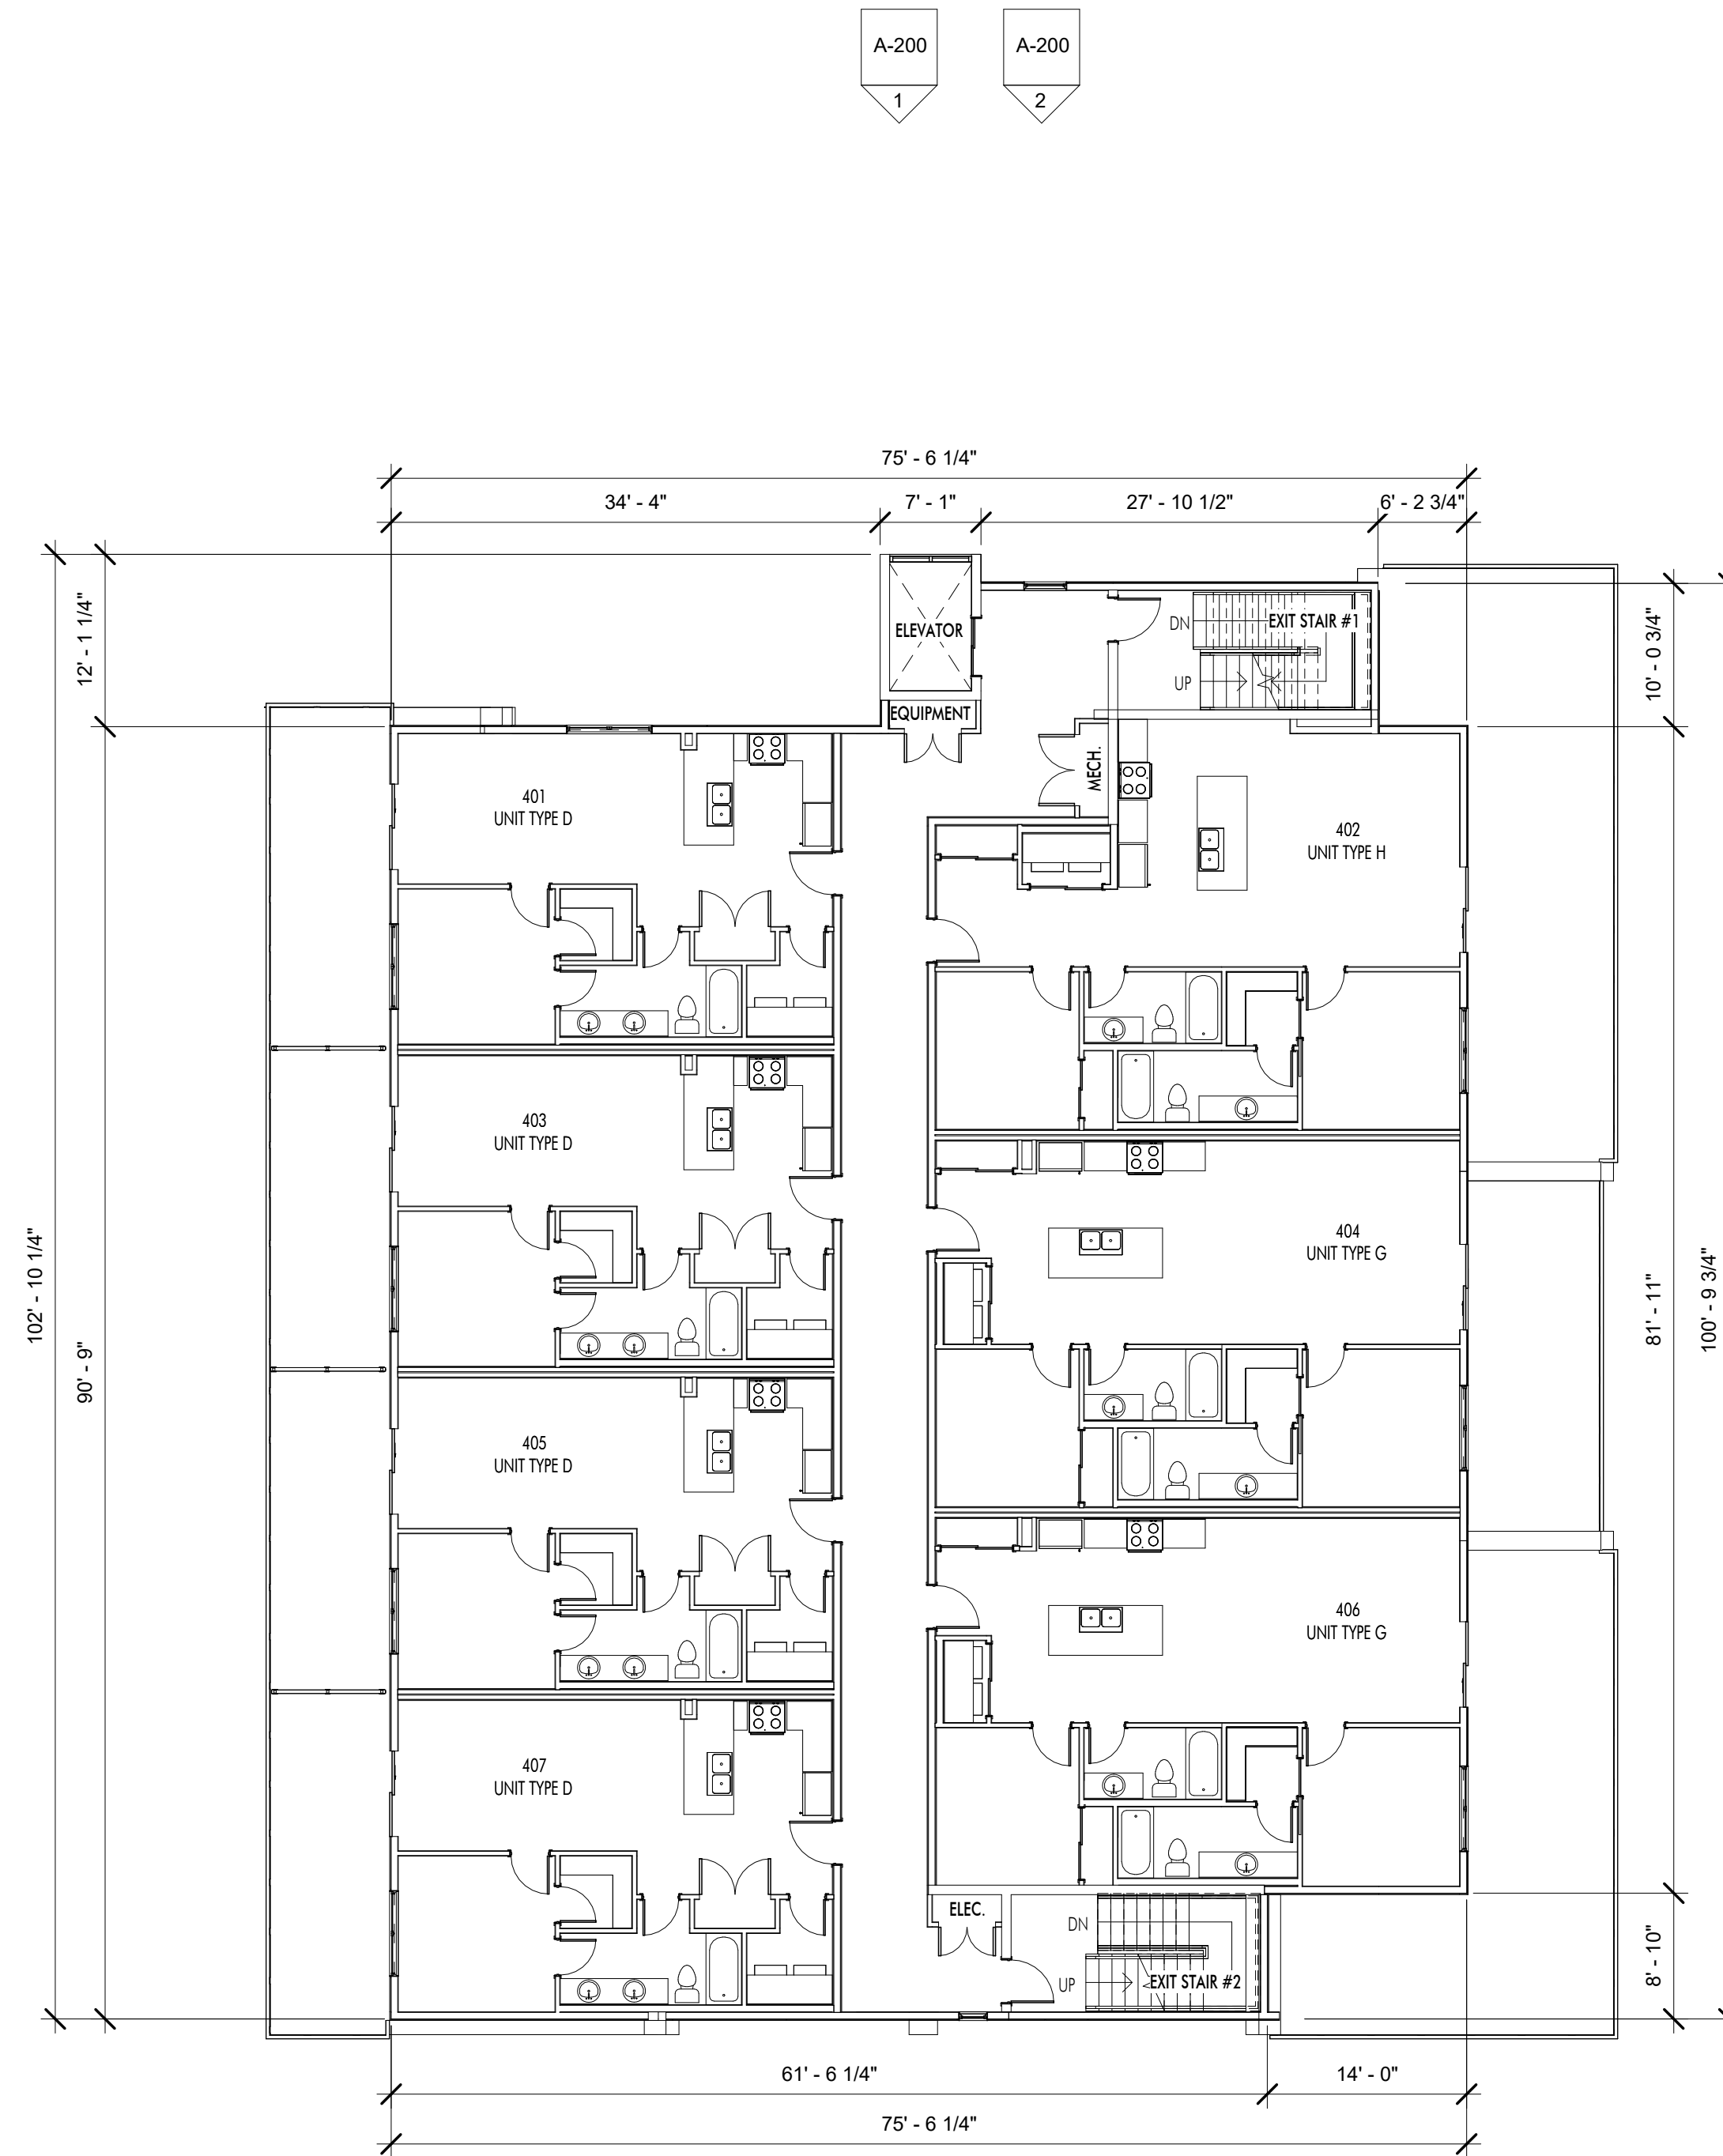 A-200
A-200
1
2
75' - 6 1/4"
34' - 4"
7' - 1"
27' - 10 1/2"
6' - 2 3/4"
12' - 1 1/4"
10' - 0 3/4"
ELEVATOR
DN
EXIT STAIR #1
UP
EQUIPMENT
MECH.
401
UNIT TYPE D
402
UNIT TYPE H
403
UNIT TYPE D
404
UNIT TYPE G
102' - 10 1/4"
90' - 9"
81' - 11"
100' - 9 3/4"
405
UNIT TYPE D
406
UNIT TYPE G
407
UNIT TYPE D
ELEC.
DN
UP
EXIT STAIR #2
8' - 10"
61' - 6 1/4"
14' - 0"
75' - 6 1/4"